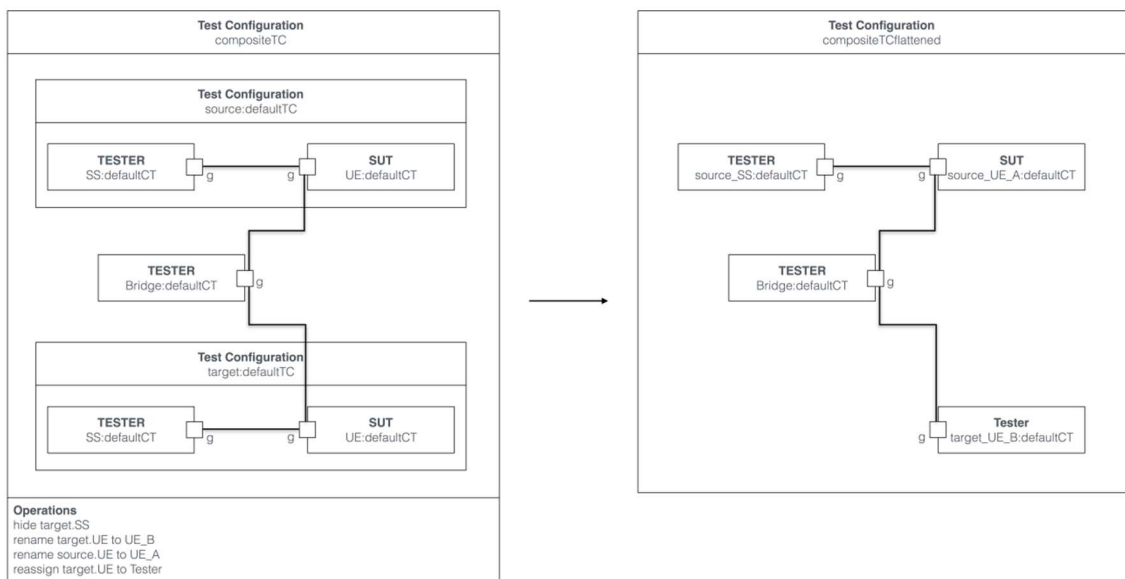 Test Configuration
compositeTC
Test Configuration
source:defaultTC
TESTER
SS:defaultCT
g
g
SUT
UE:defaultCT
TESTER
Bridge:defaultCT
g
Test Configuration
target:defaultTC
TESTER
SS:defaultCT
g
g
SUT
UE:defaultCT
Operations
hide target.SS
rename target.UE to UE_B
rename source.UE to UE_A
reassign target.UE to Tester
Test Configuration
compositeTCflattened
TESTER
source_SS:defaultCT
g
g
SUT
source_UE_A:defaultCT
TESTER
Bridge:defaultCT
g
g
Tester
target_UE_B:defaultCT